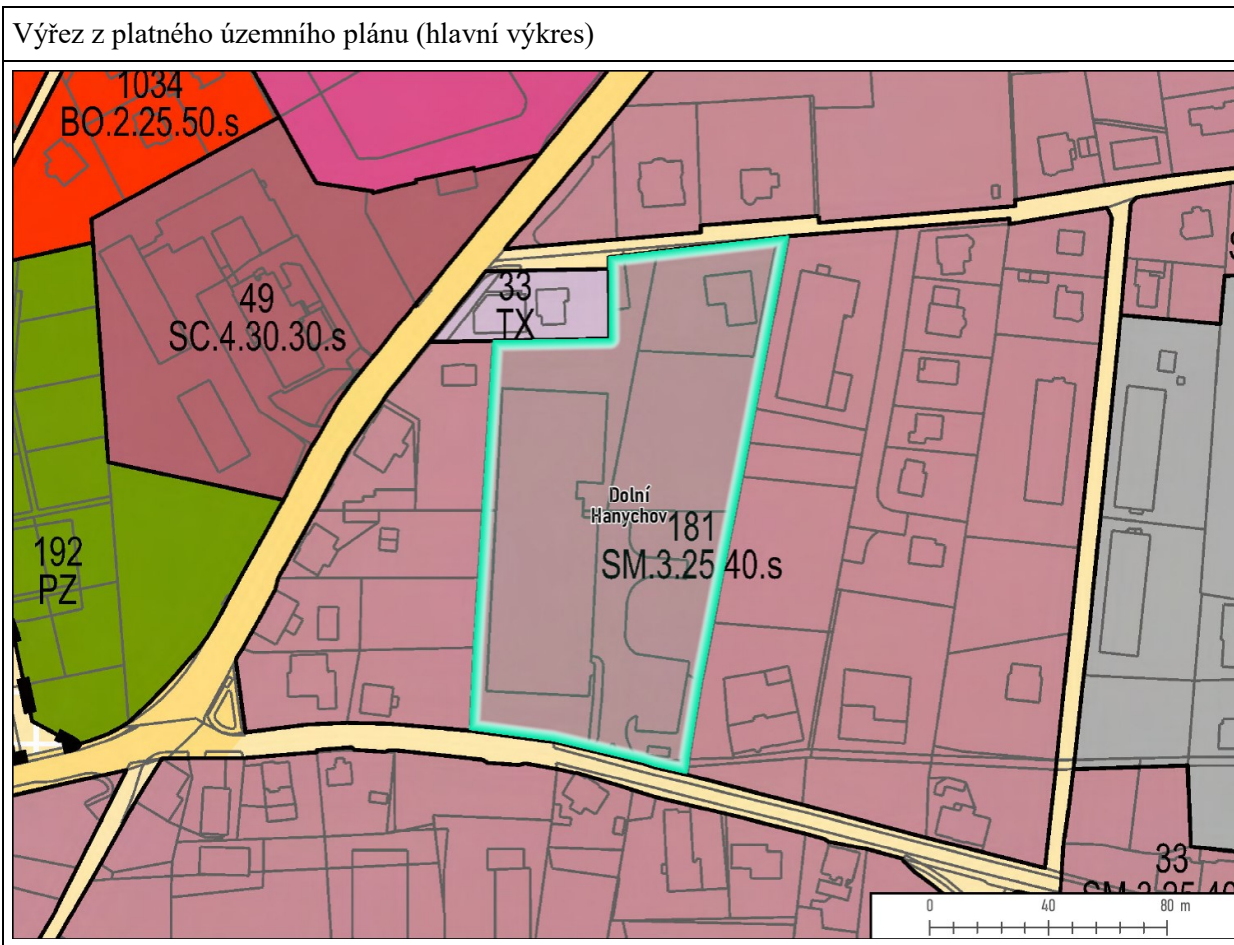 Výřez z platného územního plánu (hlavní výkres)
1034
BO.2.25.50.s
49
SC.4.30.30.s
33
TX
Dolní
Hanychov
181
SM.3.25.40.s
192
PZ
33
0 40 80 m